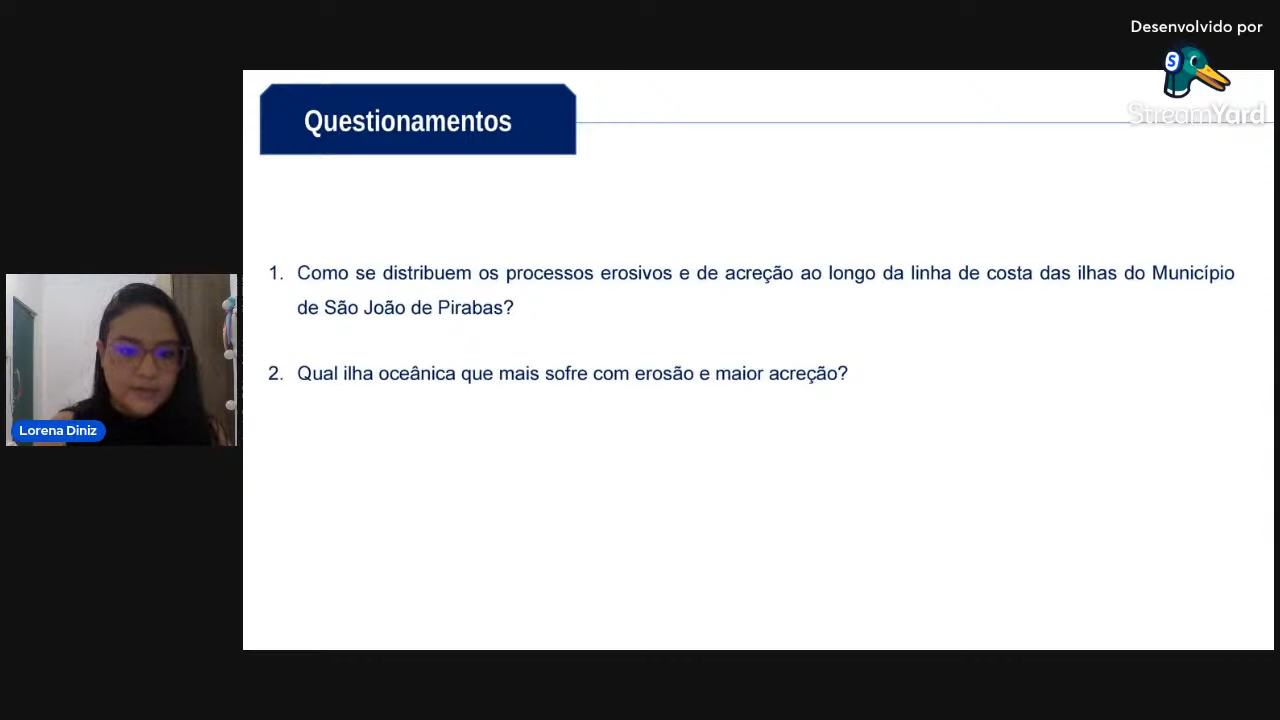 Desenvolvido por
StreamYard
Questionamentos
1. Como se distribuem os processos erosivos e de acreção ao longo da linha de costa das ilhas do Município
de São João de Pirabas?
2. Qual ilha oceânica que mais sofre com erosão e maior acreção?
Lorena Diniz